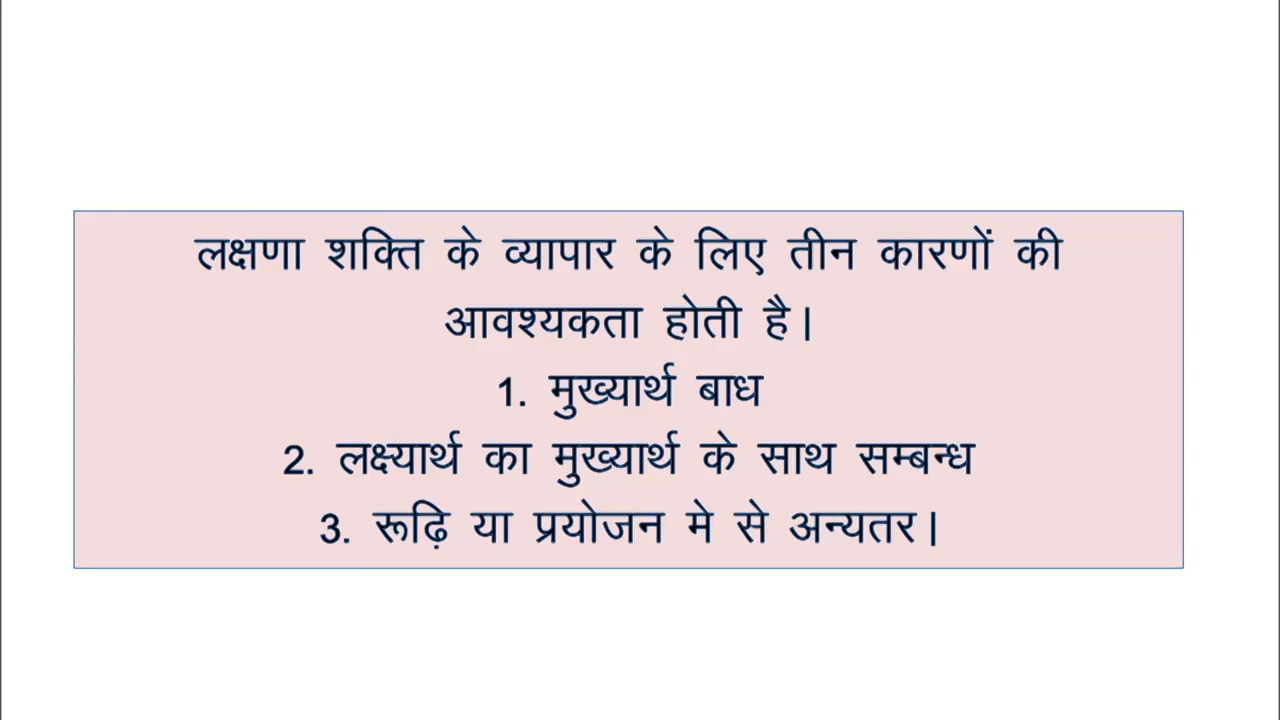 लक्षणा शक्ति के व्यापार के लिए तीन कारणों की
आवश्यकता होती है।
1. मुख्यार्थ बाध
2. लक्ष्यार्थ का मुख्यार्थ के साथ सम्बन्ध
3. रूढ़ि या प्रयोजन मे से अन्यतर।